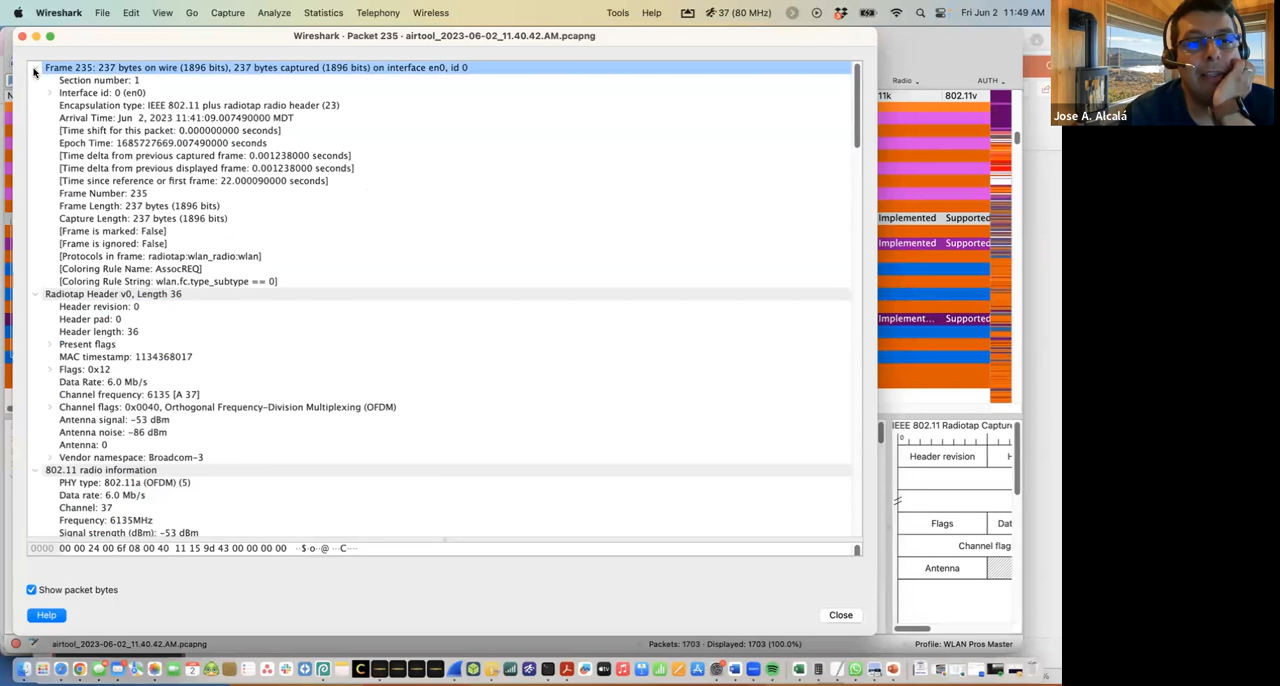 Wireshark File Edit View Go Capture Analyze Statistics Telephony Wireless Tools Help 37 (80 MHz) Fri Jun 2 11:49 AM
Wireshark · Packet 235 · airtool_2023-06-02_11.40.42.AM.pcapng
Frame 235: 237 bytes on wire (1896 bits), 237 bytes captured (1896 bits) on interface en0, id 0
Section number: 1
Interface id: 0 (en0)
Encapsulation type: IEEE 802.11 plus radiotap radio header (23)
Arrival Time: Jun 2, 2023 11:41:09.007490000 MDT
[Time shift for this packet: 0.000000000 seconds]
Epoch Time: 1685727669.007490000 seconds
[Time delta from previous captured frame: 0.001238000 seconds]
[Time delta from previous displayed frame: 0.001238000 seconds]
[Time since reference or first frame: 22.000090000 seconds]
Frame Number: 235
Frame Length: 237 bytes (1896 bits)
Capture Length: 237 bytes (1896 bits)
[Frame is marked: False]
[Frame is ignored: False]
[Protocols in frame: radiotap:wlan_radio:wlan]
[Coloring Rule Name: AssocREQ]
[Coloring Rule String: wlan.fc.type_subtype == 0]
Radiotap Header v0, Length 36
Header revision: 0
Header pad: 0
Header length: 36
Present flags
MAC timestamp: 1134368017
Flags: 0x12
Data Rate: 6.0 Mb/s
Channel frequency: 6135 [A 37]
Channel flags: 0x0040, Orthogonal Frequency-Division Multiplexing (OFDM)
Antenna signal: -53 dBm
Antenna noise: -86 dBm
Antenna: 0
Vendor namespace: Broadcom-3
802.11 radio information
PHY type: 802.11a (OFDM) (5)
Data rate: 6.0 Mb/s
Channel: 37
Frequency: 6135MHz
Signal strength (dBm): -53 dBm
0000 00 00 24 00 6f 08 00 40 11 15 9d 43 00 00 00 00 ··$·o··@ ···C····
Show packet bytes
Help Close
Radio AUTH
11k 802.11v
Implemented Supported
Implemented Supported
Implement... Supported
IEEE 802.11 Radiotap Capture
0
Header revision H
Flags Dat
Channel flag
Antenna
airtool_2023-06-02_11.40.42.AM.pcapng Packets: 1703 · Displayed: 1703 (100.0%) Profile: WLAN Pros Master
Jose A. Alcalá